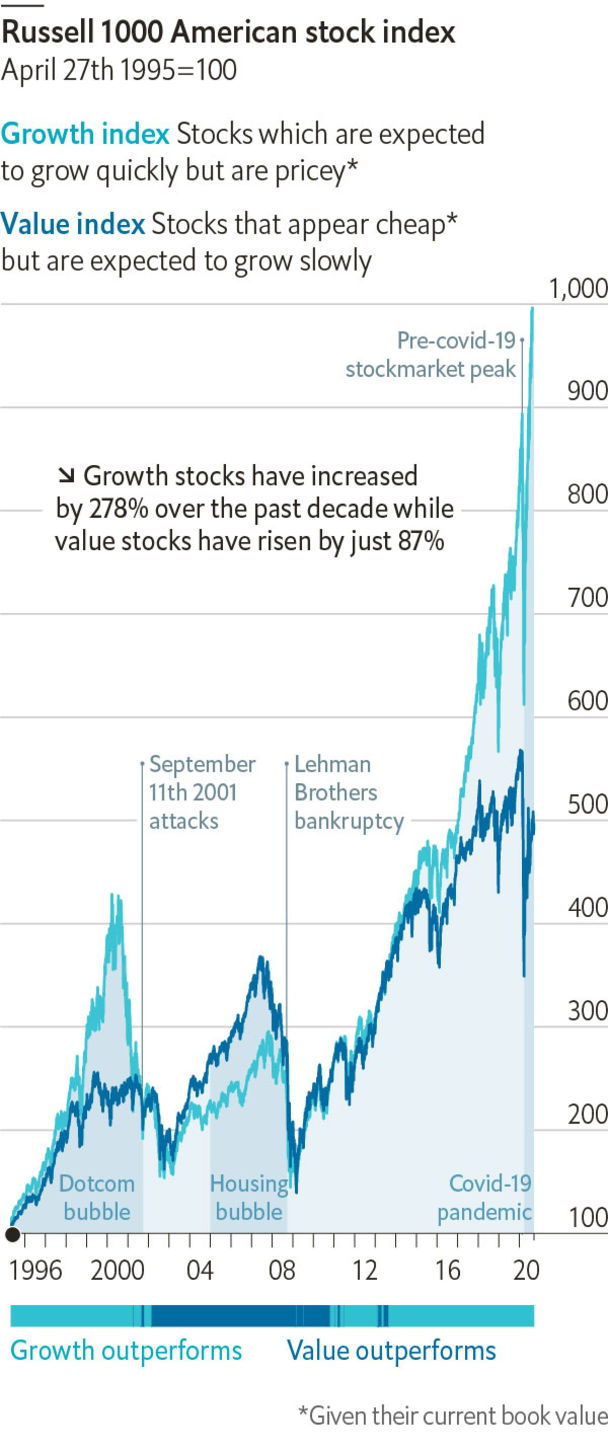 Russell 1000 American stock index
April 27th 1995=100
Growth index Stocks which are expected
to grow quickly but are pricey*
Value index Stocks that appear cheap*
but are expected to grow slowly
1,000
Pre-covid-19
stockmarket peak
900
↘ Growth stocks have increased
by 278% over the past decade while
value stocks have risen by just 87%
800
700
600
September
11th 2001
attacks
Lehman
Brothers
bankruptcy
500
400
300
200
Dotcom
bubble
Housing
bubble
Covid-19
pandemic
100
1996 2000 04 08 12 16 20
Growth outperforms Value outperforms
*Given their current book value